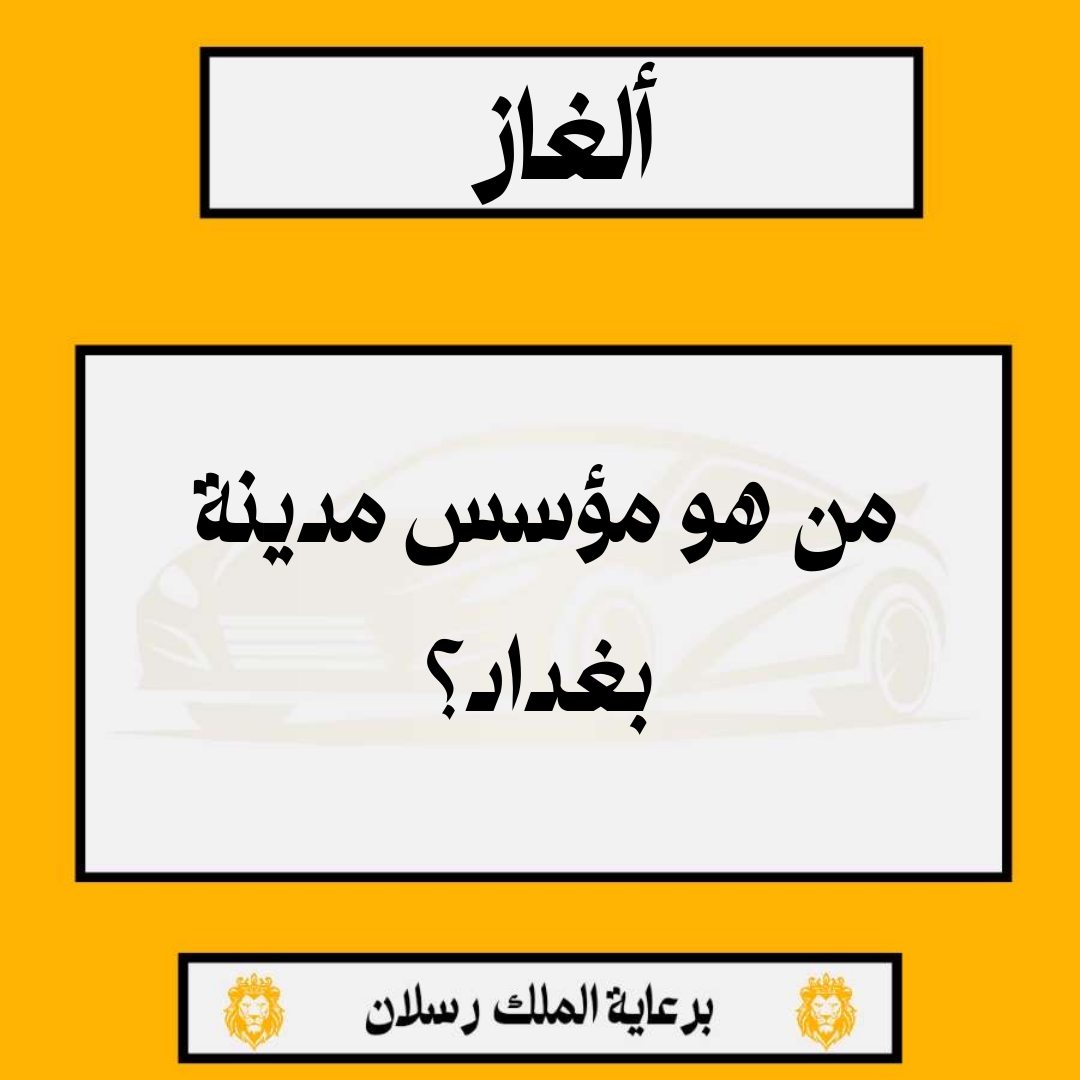 ألغاز
من هو مؤسس مدينة
بغداد؟
برعاية الملك رسلان